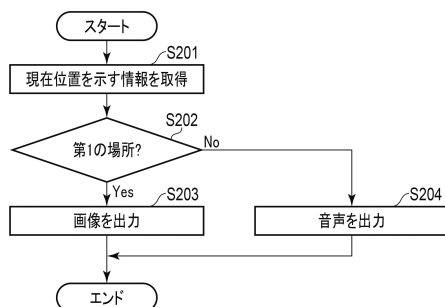 スタート
S201
現在位置を示す情報を取得
S202
第1の場所?
No
Yes
S203
画像を出力
S204
音声を出力
エンド